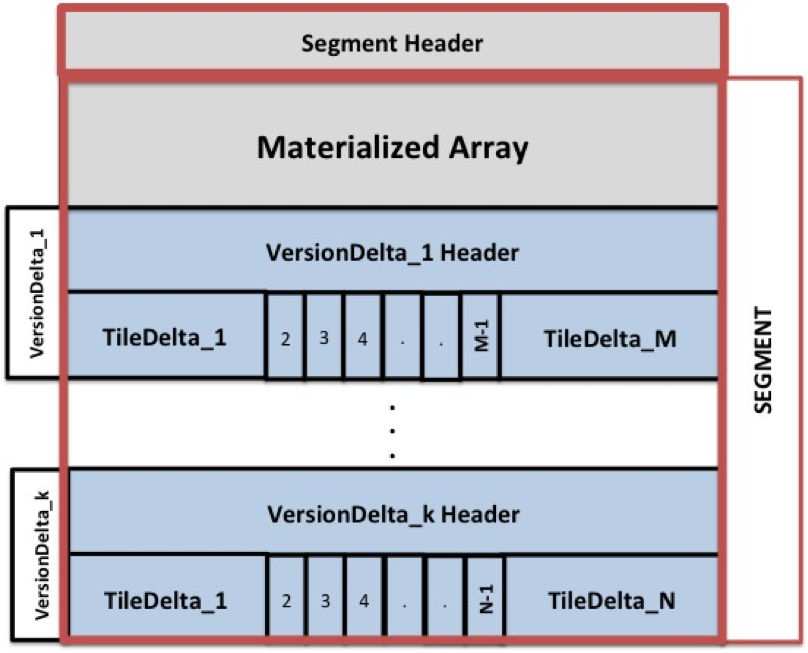 Segment Header
Materialized Array
VersionDelta_1
VersionDelta_1 Header
TileDelta_1 2 3 4 . . M-1 TileDelta_M
SEGMENT
.
.
.
VersionDelta_k
VersionDelta_k Header
TileDelta_1 2 3 4 . . N-1 TileDelta_N